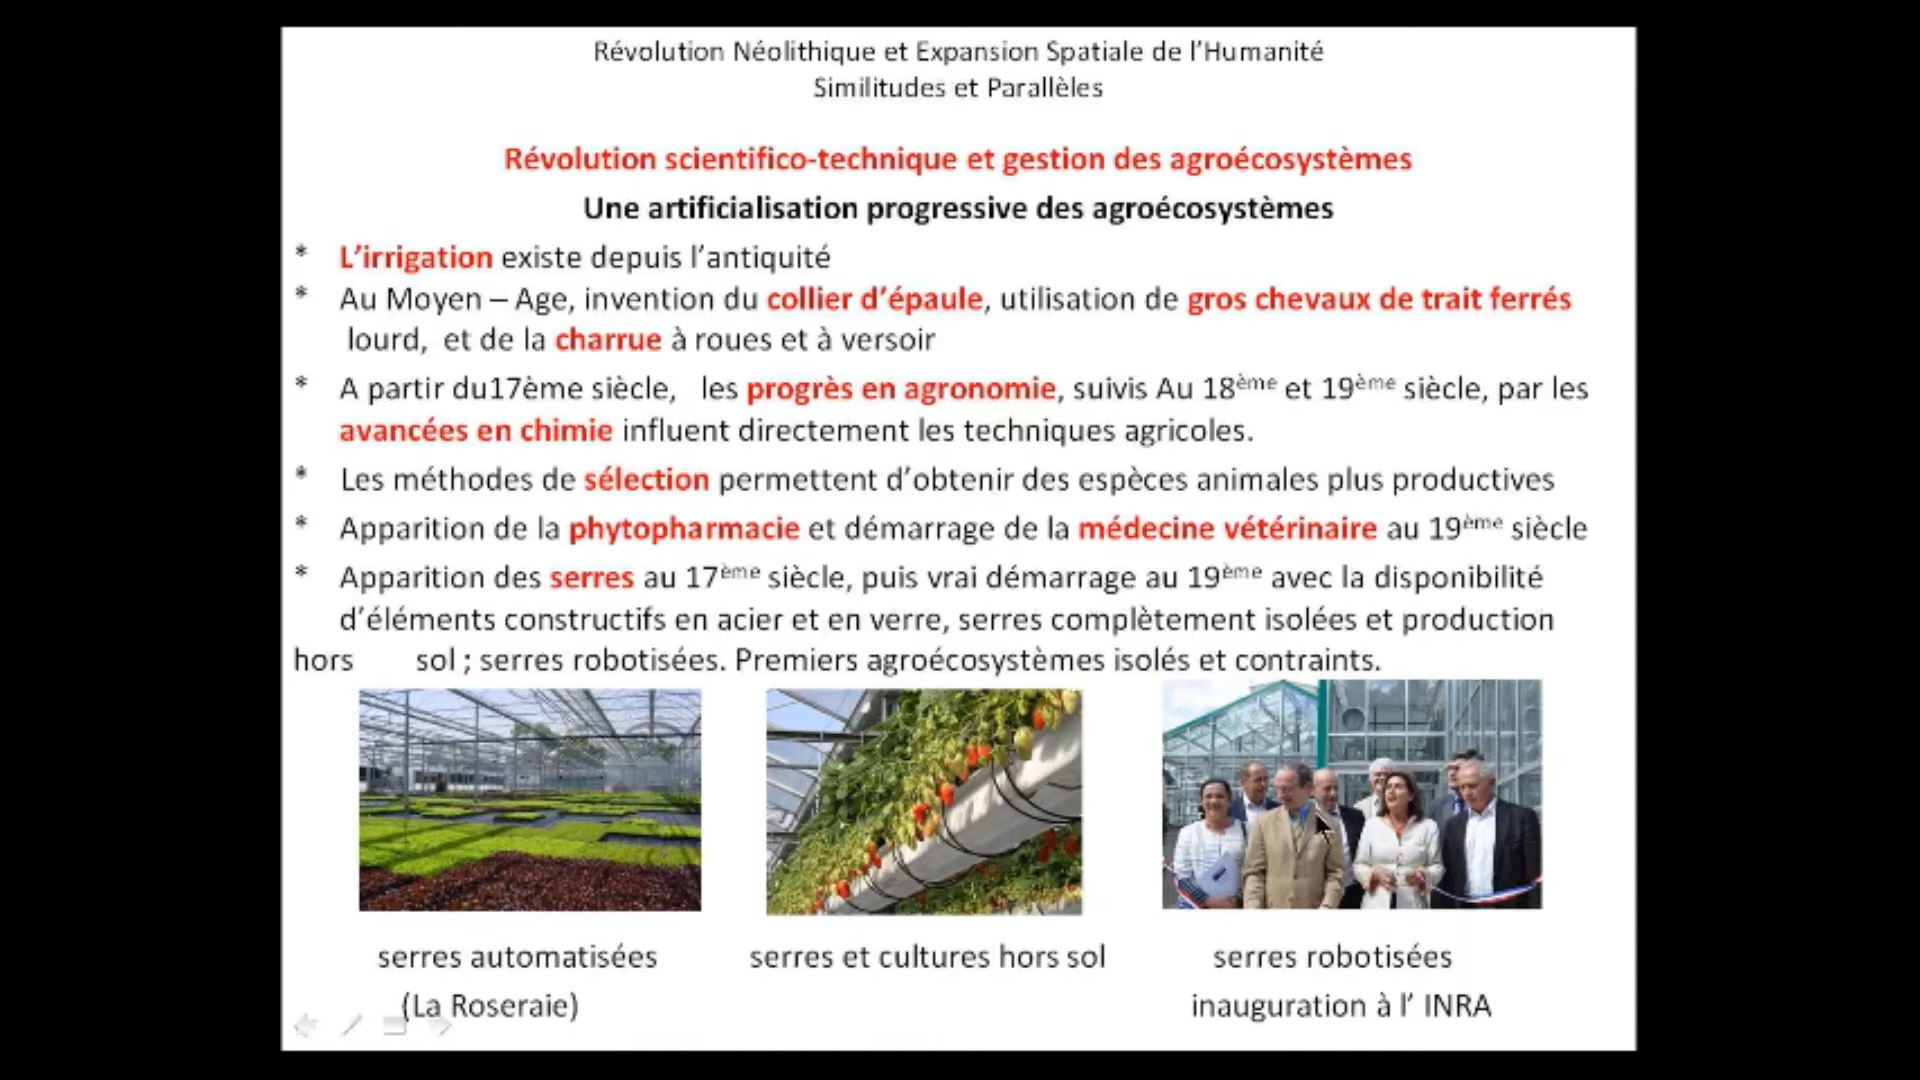 Révolution Néolithique et Expansion Spatiale de l’Humanité
Similitudes et Parallèles
Révolution scientifico-technique et gestion des agroécosystèmes
Une artificialisation progressive des agroécosystèmes
* L’irrigation existe depuis l’antiquité
* Au Moyen – Age, invention du collier d’épaule, utilisation de gros chevaux de trait ferrés
lourd, et de la charrue à roues et à versoir
* A partir du17ème siècle, les progrès en agronomie, suivis Au 18ème et 19ème siècle, par les
avancées en chimie influent directement les techniques agricoles.
* Les méthodes de sélection permettent d’obtenir des espèces animales plus productives
* Apparition de la phytopharmacie et démarrage de la médecine vétérinaire au 19ème siècle
* Apparition des serres au 17ème siècle, puis vrai démarrage au 19ème avec la disponibilité
d’éléments constructifs en acier et en verre, serres complètement isolées et production
hors sol ; serres robotisées. Premiers agroécosystèmes isolés et contraints.
serres automatisées
(La Roseraie)
serres et cultures hors sol
serres robotisées
inauguration à l’ INRA